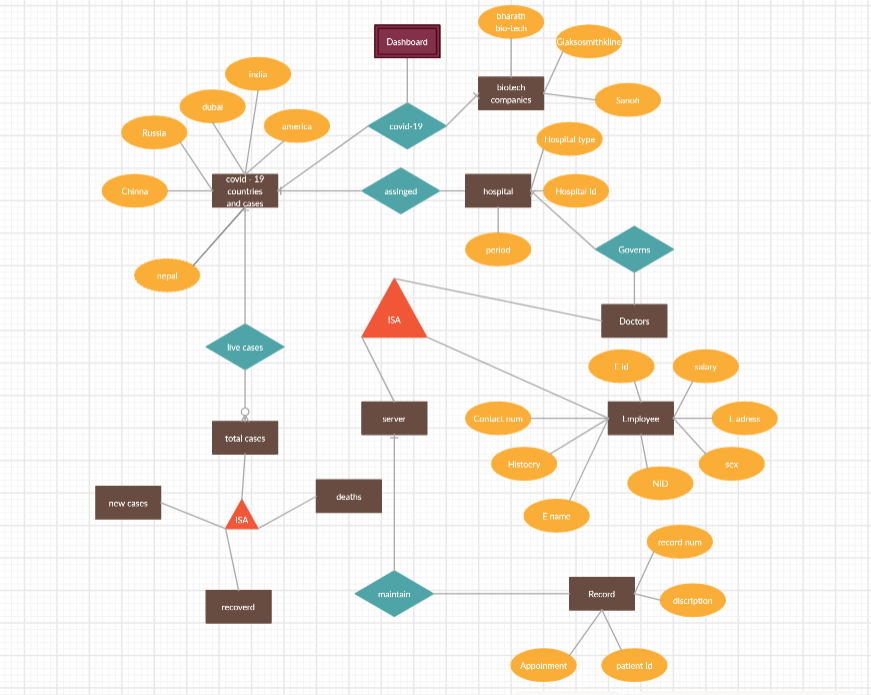 bharath
bio-tech
Dashboard
Glaksosmithkline
india
biotech
companies
Sanofi
dubai
america
covid-19
Russia
Hospital type
covid - 19
countries
and cases
Chinna
assinged
hospital
Hospital Id
period
Governs
nepal
ISA
Doctors
live cases
E id
salary
Contact num
server
Employee
E adress
total cases
Histoery
sex
NID
new cases
deaths
ISA
E name
record num
recoverd
maintain
Record
discription
Appoinment
patient Id